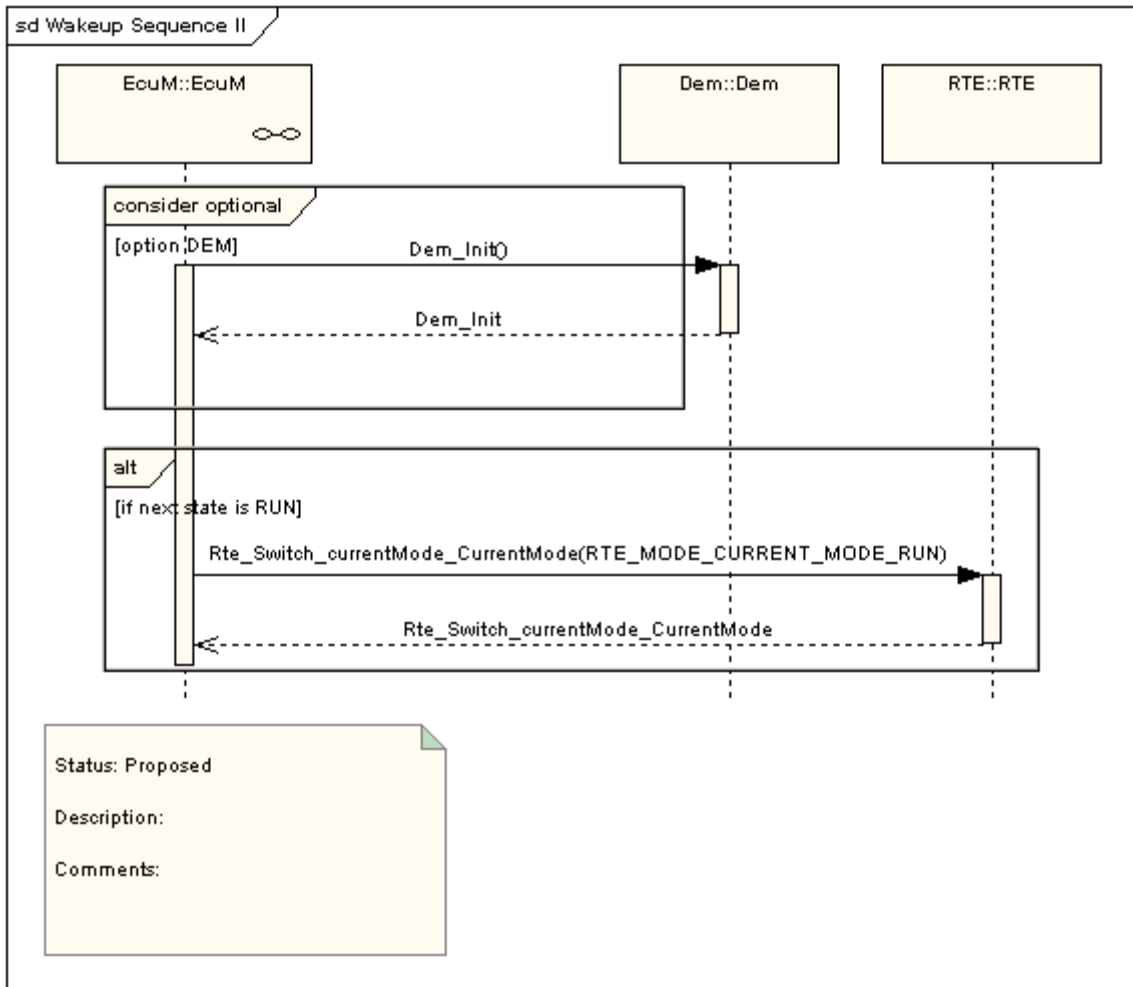 sd Wakeup Sequence II
EcuM::EcuM
Dem::Dem
RTE::RTE
consider optional
[option DEM]
Dem_Init()
Dem_Init
alt
[if next state is RUN]
Rte_Switch_currentMode_CurrentMode(RTE_MODE_CURRENT_MODE_RUN)
Rte_Switch_currentMode_CurrentMode
Status: Proposed
Description:
Comments: